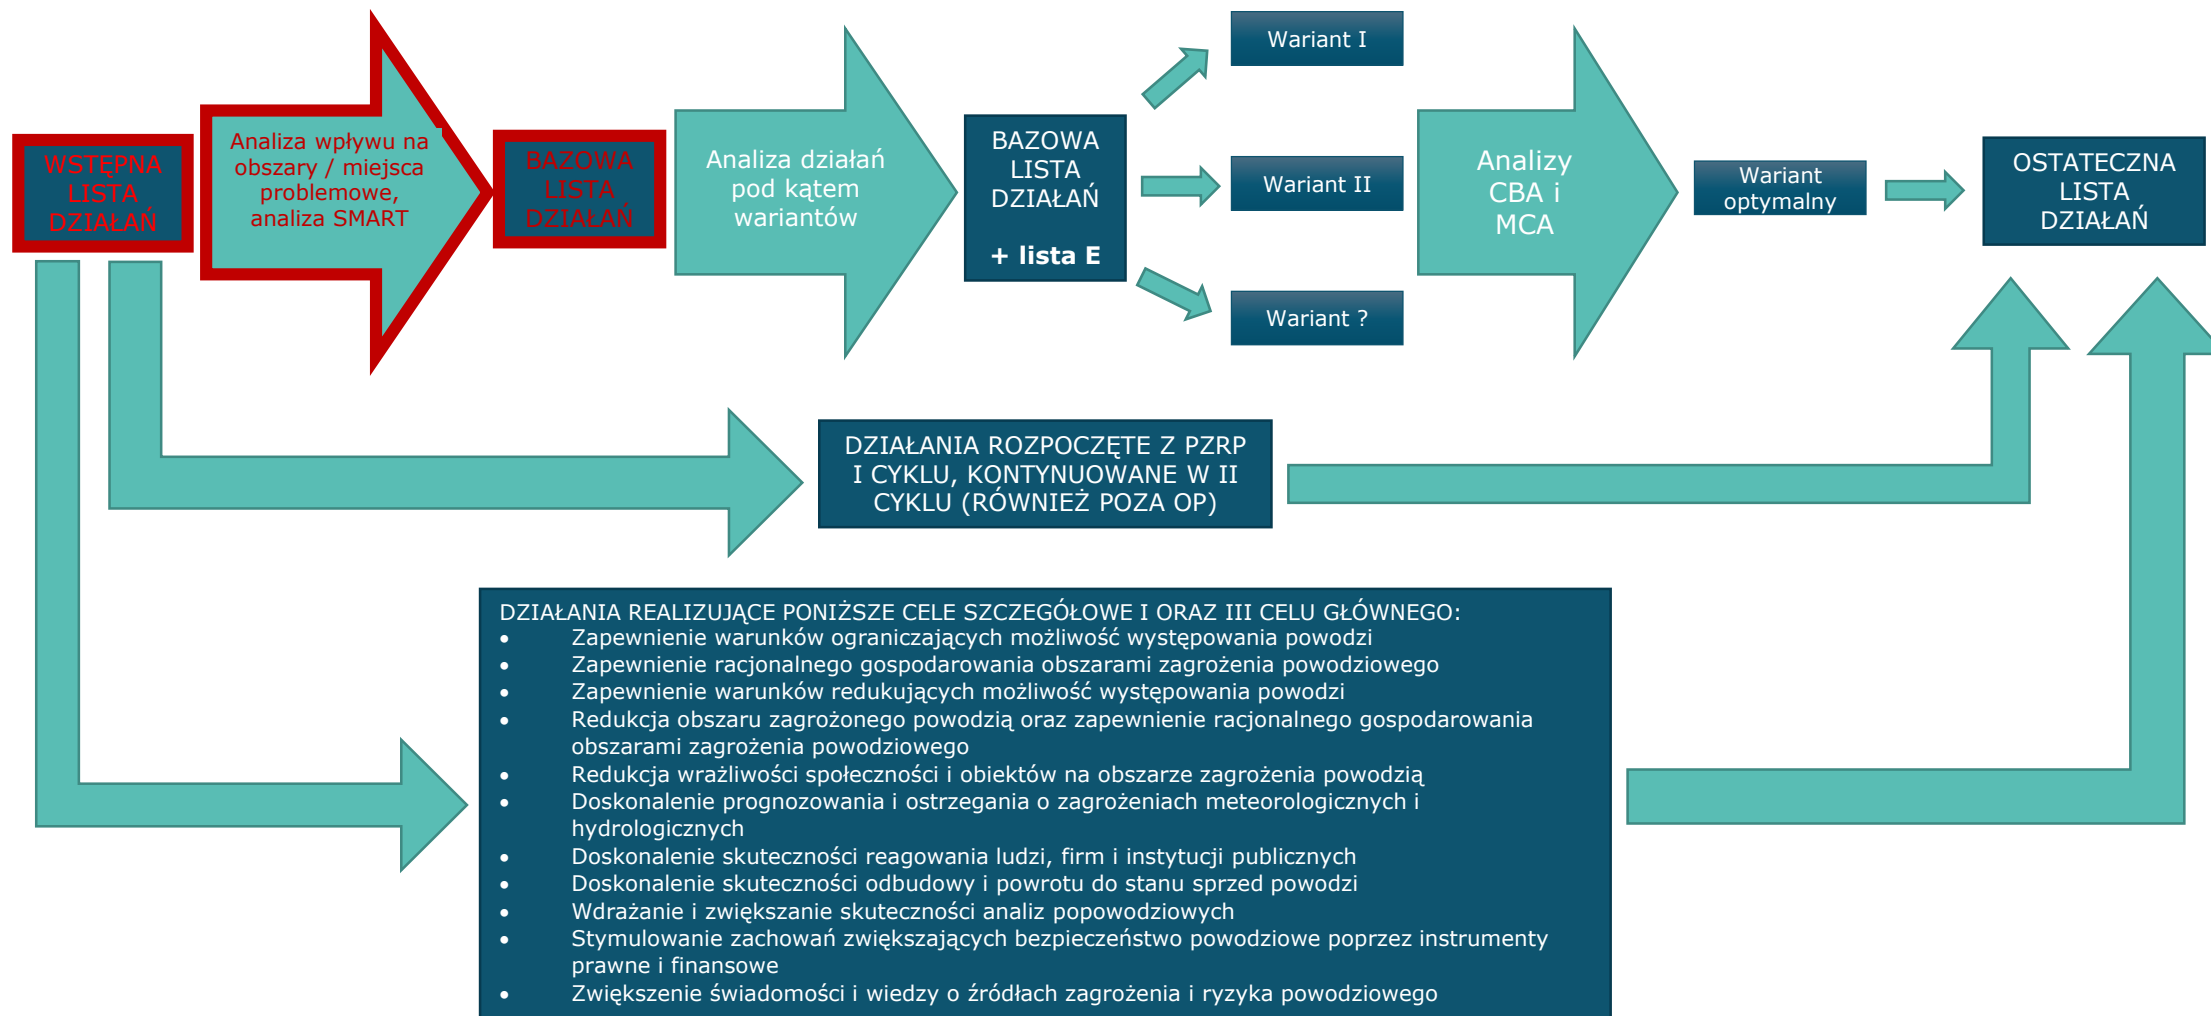 WSTĘPNA
LISTA
DZIAŁAŃ
Analiza wpływu na
obszary / miejsca
problemowe,
analiza SMART
BAZOWA
LISTA
DZIAŁAŃ
Analiza działań
pod kątem
wariantów
BAZOWA
LISTA
DZIAŁAŃ
+ lista E
Wariant I
Wariant II
Wariant ?
Analizy
CBA i
MCA
Wariant
optymalny
OSTATECZNA
LISTA
DZIAŁAŃ
DZIAŁANIA ROZPOCZĘTE Z PZRP
I CYKLU, KONTYNUOWANE W II
CYKLU (RÓWNIEŻ POZA OP)
DZIAŁANIA REALIZUJĄCE PONIŻSZE CELE SZCZEGÓŁOWE I ORAZ III CELU GŁÓWNEGO:
• Zapewnienie warunków ograniczających możliwość występowania powodzi
• Zapewnienie racjonalnego gospodarowania obszarami zagrożenia powodziowego
• Zapewnienie warunków redukujących możliwość występowania powodzi
• Redukcja obszaru zagrożonego powodzią oraz zapewnienie racjonalnego gospodarowania
obszarami zagrożenia powodziowego
• Redukcja wrażliwości społeczności i obiektów na obszarze zagrożenia powodzią
• Doskonalenie prognozowania i ostrzegania o zagrożeniach meteorologicznych i
hydrologicznych
• Doskonalenie skuteczności reagowania ludzi, firm i instytucji publicznych
• Doskonalenie skuteczności odbudowy i powrotu do stanu sprzed powodzi
• Wdrażanie i zwiększanie skuteczności analiz popowodziowych
• Stymulowanie zachowań zwiększających bezpieczeństwo powodziowe poprzez instrumenty
prawne i finansowe
• Zwiększenie świadomości i wiedzy o źródłach zagrożenia i ryzyka powodziowego